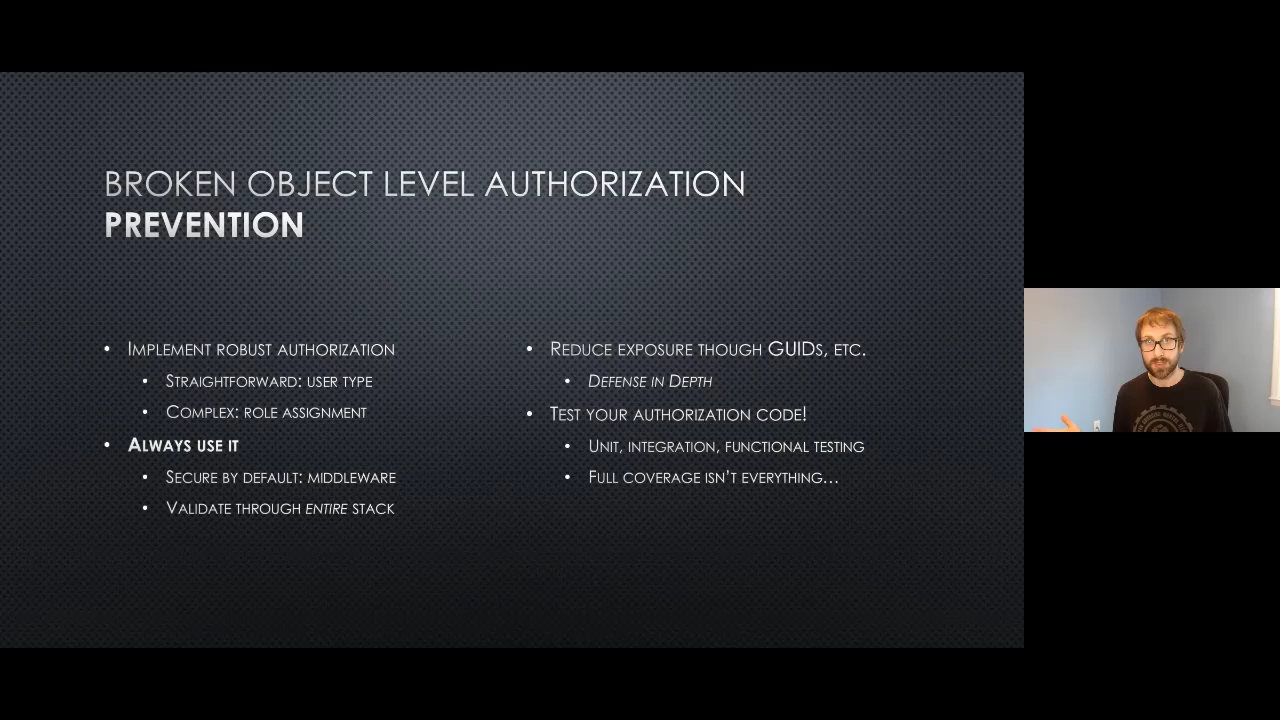 BROKEN OBJECT LEVEL AUTHORIZATION
PREVENTION
• IMPLEMENT ROBUST AUTHORIZATION
• STRAIGHTFORWARD: USER TYPE
• COMPLEX: ROLE ASSIGNMENT
• ALWAYS USE IT
• SECURE BY DEFAULT: MIDDLEWARE
• VALIDATE THROUGH ENTIRE STACK
• REDUCE EXPOSURE THOUGH GUIDS, ETC.
• DEFENSE IN DEPTH
• TEST YOUR AUTHORIZATION CODE!
• UNIT, INTEGRATION, FUNCTIONAL TESTING
• FULL COVERAGE ISN'T EVERYTHING…